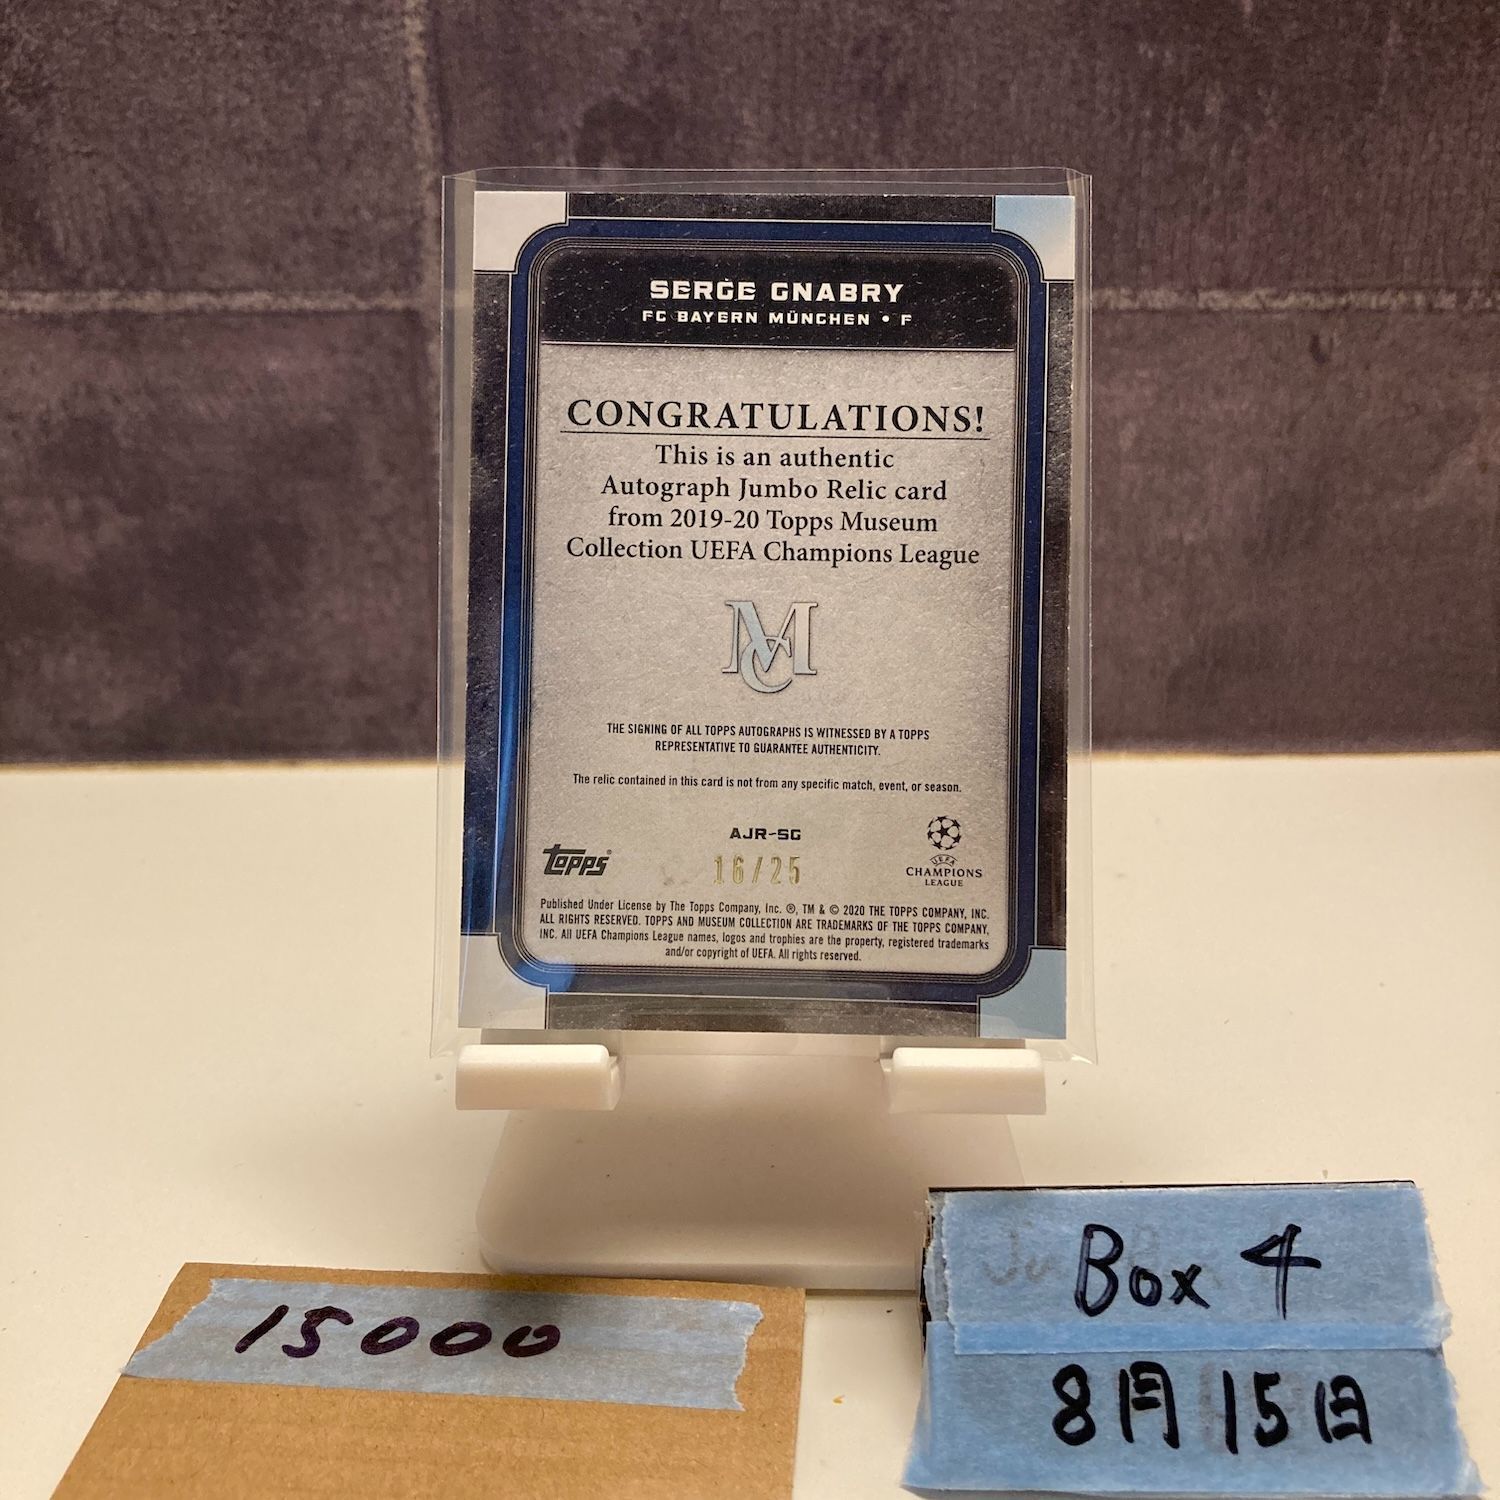 SERGE GNABRY
FC BAYERN MÜNCHEN • F
CONGRATULATIONS!
This is an authentic
Autograph Jumbo Relic card
from 2019-20 Topps Museum
Collection UEFA Champions League
MC
THE SIGNING OF ALL TOPPS AUTOGRAPHS IS WITNESSED BY A TOPPS
REPRESENTATIVE TO GUARANTEE AUTHENTICITY.
The relic contained in this card is not from any specific match, event, or season.
AJR-SG
topps®
16/25
UEFA
CHAMPIONS
LEAGUE
Published Under License by The Topps Company, Inc. ®, TM & © 2020 THE TOPPS COMPANY, INC.
ALL RIGHTS RESERVED. TOPPS AND MUSEUM COLLECTION ARE TRADEMARKS OF THE TOPPS COMPANY,
INC. All UEFA Champions League names, logos and trophies are the property, registered trademarks
and/or copyright of UEFA. All rights reserved.
15000
Box 4
8月15日